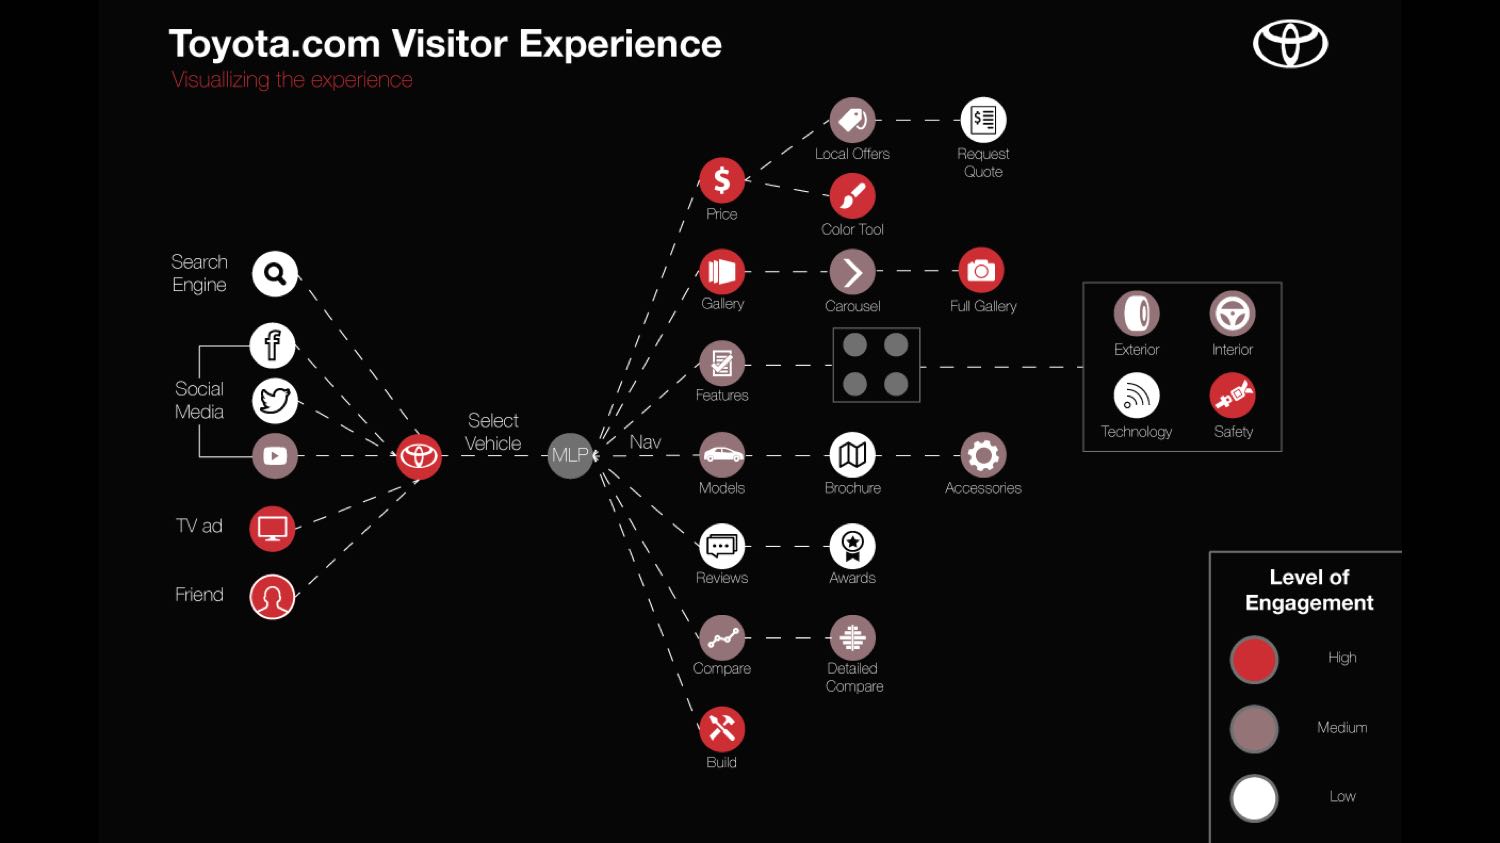 Toyota.com Visitor Experience
Visuallizing the experience
Local Offers
Request
Quote
Price
Color Tool
Search
Engine
Gallery
Carousel
Full Gallery
Exterior
Interior
Social
Media
Features
Technology
Safety
Select
Vehicle
MLP
Nav
Models
Brochure
Accessories
TV ad
Reviews
Awards
Friend
Compare
Detailed
Compare
Build
Level of
Engagement
High
Medium
Low